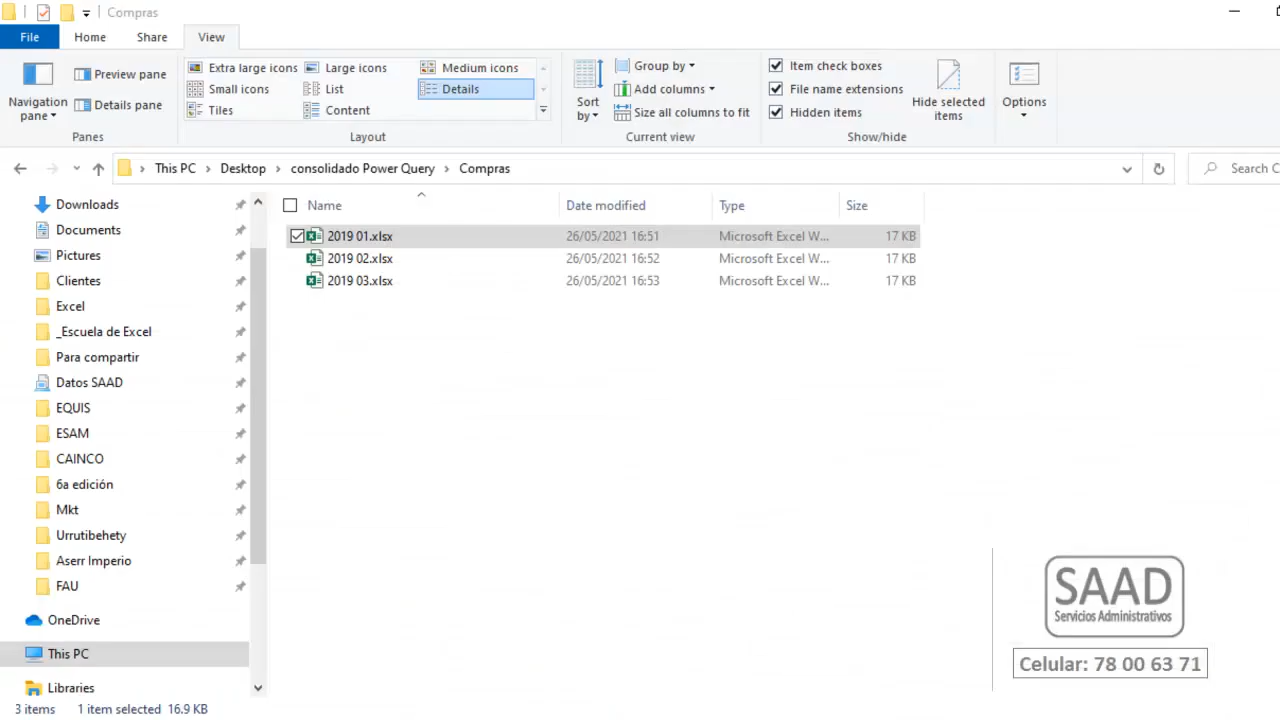 Compras
File Home Share View
Navigation pane
Preview pane
Details pane
Panes
Extra large icons Large icons Medium icons
Small icons List Details
Tiles Content
Layout
Sort by
Group by
Add columns
Size all columns to fit
Current view
Item check boxes
File name extensions
Hidden items
Hide selected items
Show/hide
Options
This PC > Desktop > consolidado Power Query > Compras
Search C
Downloads
Documents
Pictures
Clientes
Excel
_Escuela de Excel
Para compartir
Datos SAAD
EQUIS
ESAM
CAINCO
6a edición
Mkt
Urrutibehety
Aserr Imperio
FAU
OneDrive
This PC
Libraries
Name Date modified Type Size
2019 01.xlsx 26/05/2021 16:51 Microsoft Excel W... 17 KB
2019 02.xlsx 26/05/2021 16:52 Microsoft Excel W... 17 KB
2019 03.xlsx 26/05/2021 16:53 Microsoft Excel W... 17 KB
SAAD
Servicios Administrativos
Celular: 78 00 63 71
3 items 1 item selected 16.9 KB